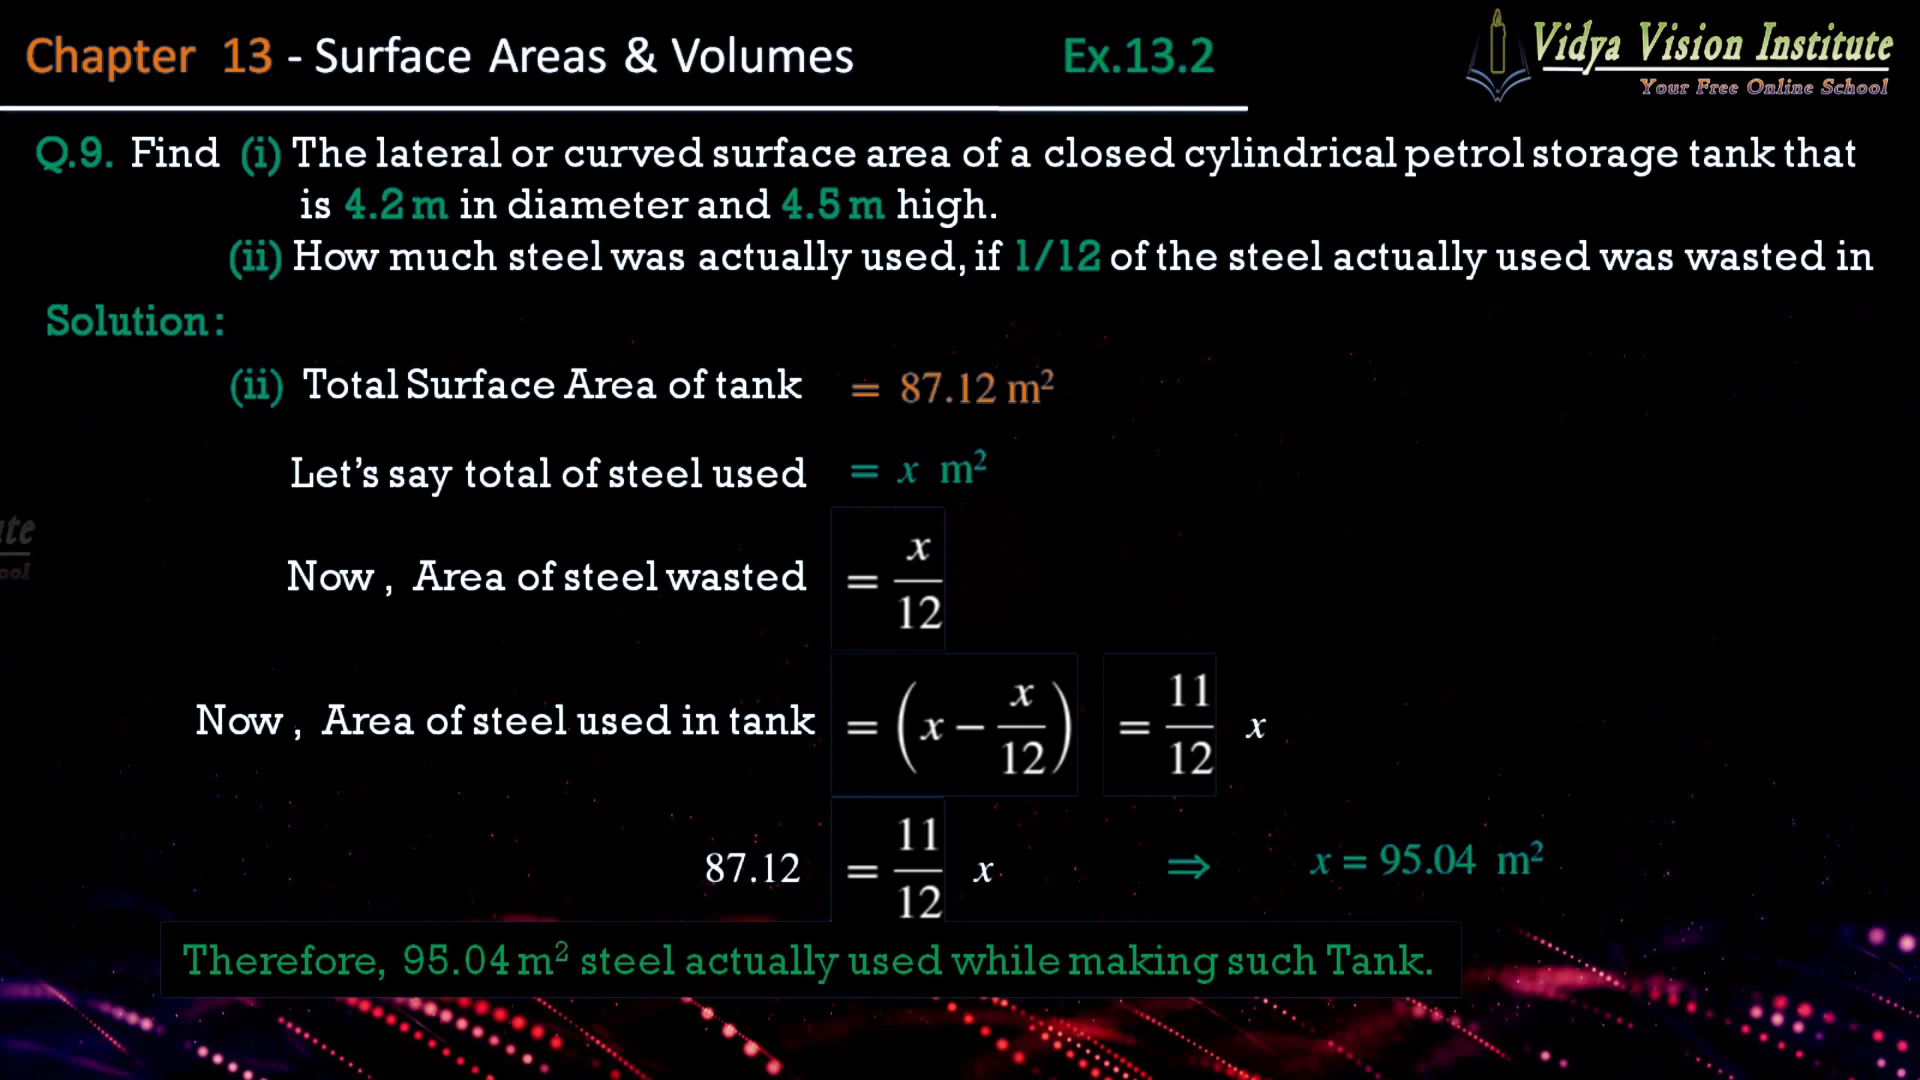 Chapter 13 - Surface Areas & Volumes Ex.13.2
Vidya Vision Institute
Your Free Online School
Q.9. Find (i) The lateral or curved surface area of a closed cylindrical petrol storage tank that
is 4.2 m in diameter and 4.5 m high.
(ii) How much steel was actually used, if 1/12 of the steel actually used was wasted in
Solution:
(ii) Total Surface Area of tank = 87.12 m²
Let's say total of steel used = x m²
Now , Area of steel wasted = x/12
Now , Area of steel used in tank = (x − x/12) = 11/12 x
87.12 = 11/12 x ⇒ x = 95.04 m²
Therefore, 95.04 m² steel actually used while making such Tank.